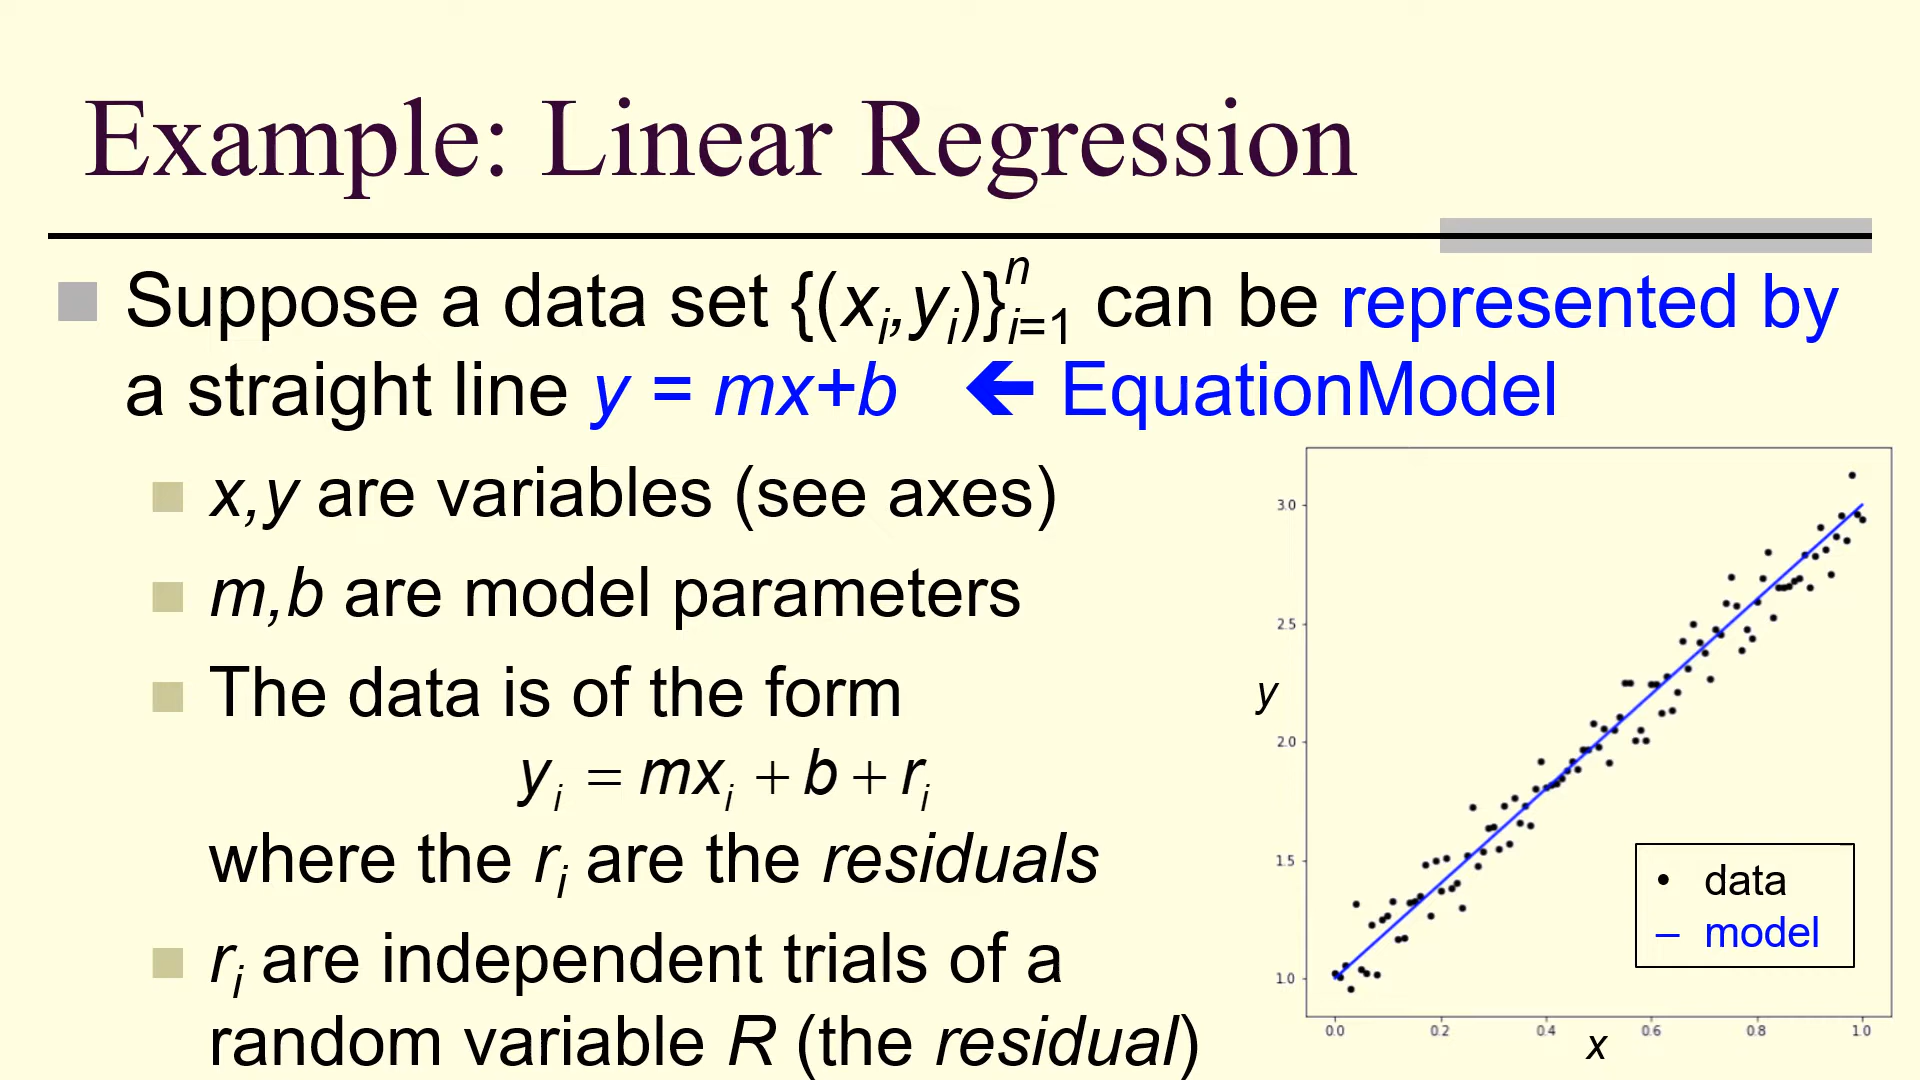 Example: Linear Regression
Suppose a data set {(xᵢ,yᵢ)}ⁿᵢ₌₁ can be represented by
a straight line y = mx+b 🡸 EquationModel
x,y are variables (see axes)
m,b are model parameters
The data is of the form
yᵢ = mxᵢ + b + rᵢ
where the rᵢ are the residuals
rᵢ are independent trials of a
random variable R (the residual)
3.0
2.5
y
2.0
1.5
1.0
0.0 0.2 0.4 0.6 0.8 1.0
x
• data
– model